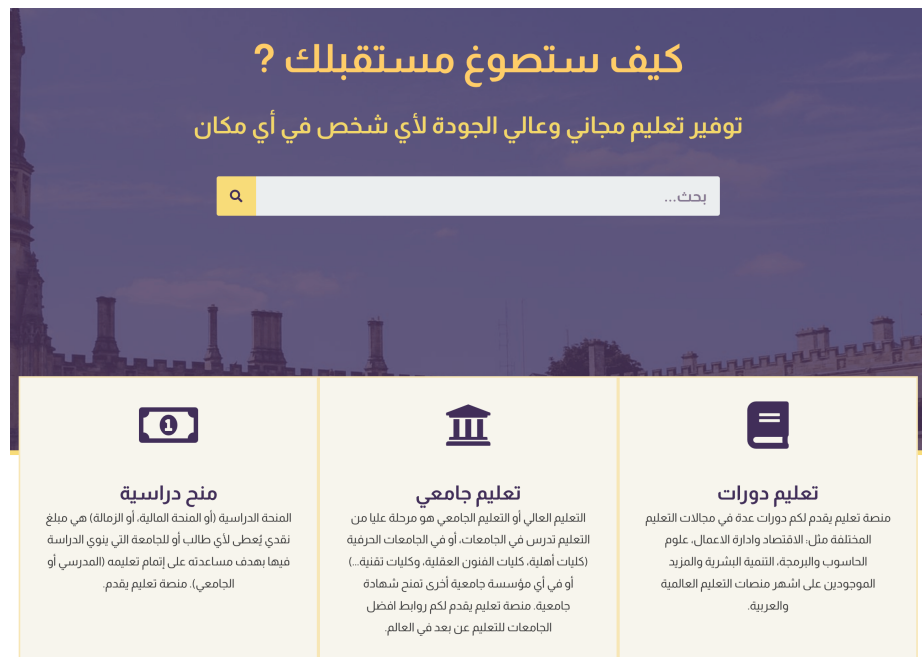 كيف ستصوغ مستقبلك ?
توفير تعليم مجاني وعالي الجودة لأي شخص في أي مكان
بحث...
تعليم دورات
منصة تعليم يقدم لكم دورات عدة في مجالات التعليم
المختلفة مثل: الاقتصاد وادارة الاعمال، علوم
الحاسوب والبرمجة، التنمية البشرية والمزيد
الموجودين على اشهر منصات التعليم العالمية
والعربية.
تعليم جامعي
التعليم العالي أو التعليم الجامعي هو مرحلة عليا من
التعليم تدرس في الجامعات، أو في الجامعات الحرفية
(كليات أهلية، كليات الفنون العقلية، وكليات تقنية...)
أو في أي مؤسسة جامعية أخرى تمنح شهادة
جامعية. منصة تعليم يقدم لكم روابط افضل
الجامعات للتعليم عن بعد في العالم.
1
منح دراسية
المنحة الدراسية (أو المنحة المالية، أو الزمالة) هي مبلغ
نقدي يُعطى لأي طالب أو للجامعة التي ينوي الدراسة
فيها بهدف مساعدته على إتمام تعليمه (المدرسي أو
الجامعي). منصة تعليم يقدم.